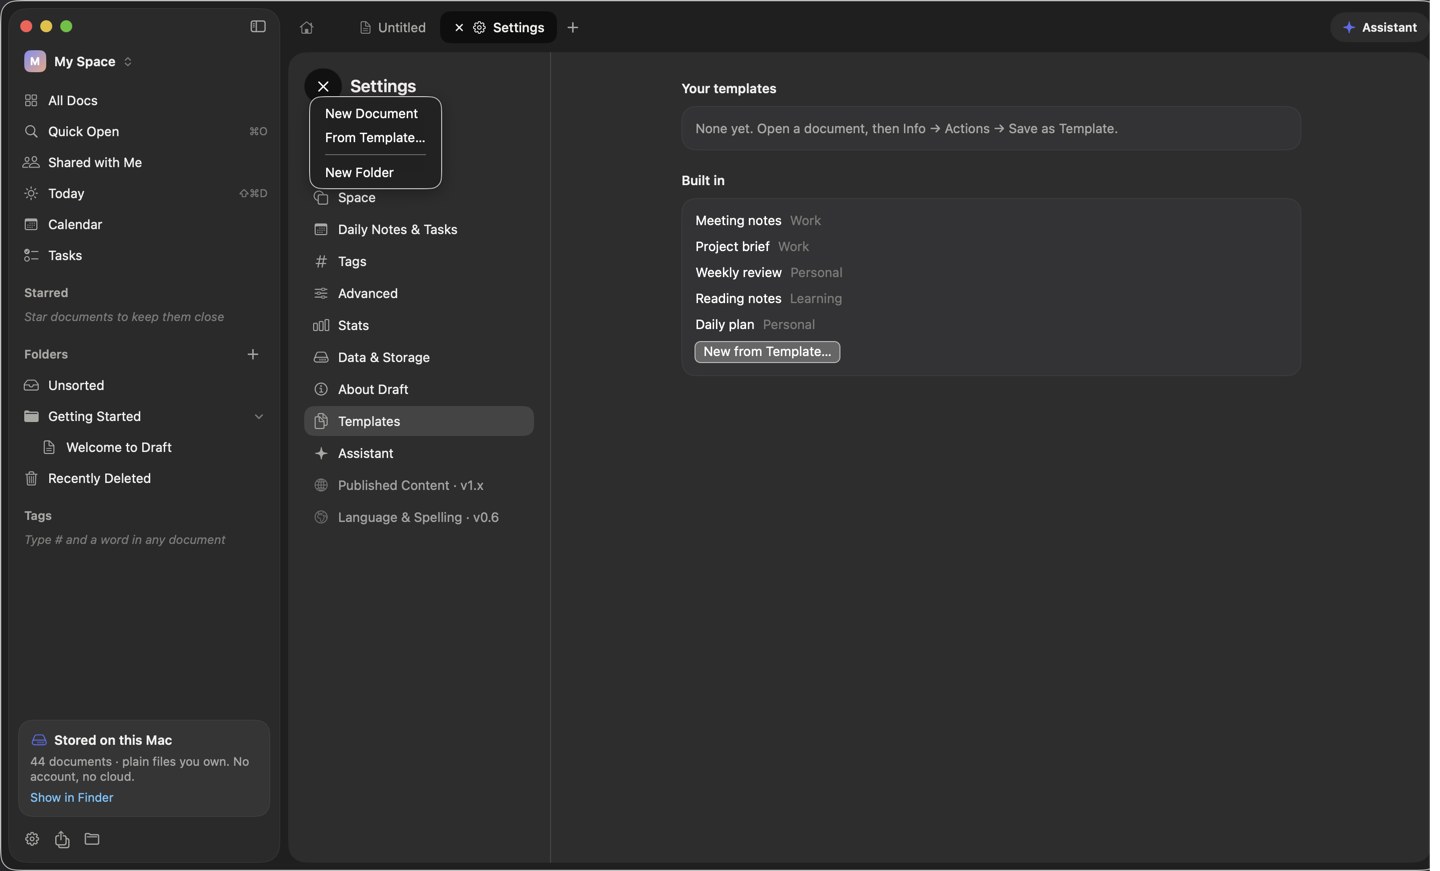 M My Space
All Docs
Quick Open ⌘O
Shared with Me
Today ⇧⌘D
Calendar
Tasks
Starred
Star documents to keep them close
Folders
Unsorted
Getting Started
Welcome to Draft
Recently Deleted
Tags
Type # and a word in any document
Stored on this Mac
44 documents · plain files you own. No
account, no cloud.
Show in Finder
Untitled
Settings
Assistant
Settings
New Document
From Template...
New Folder
Space
Daily Notes & Tasks
Tags
Advanced
Stats
Data & Storage
About Draft
Templates
Assistant
Published Content · v1.x
Language & Spelling · v0.6
Your templates
None yet. Open a document, then Info → Actions → Save as Template.
Built in
Meeting notes Work
Project brief Work
Weekly review Personal
Reading notes Learning
Daily plan Personal
New from Template...